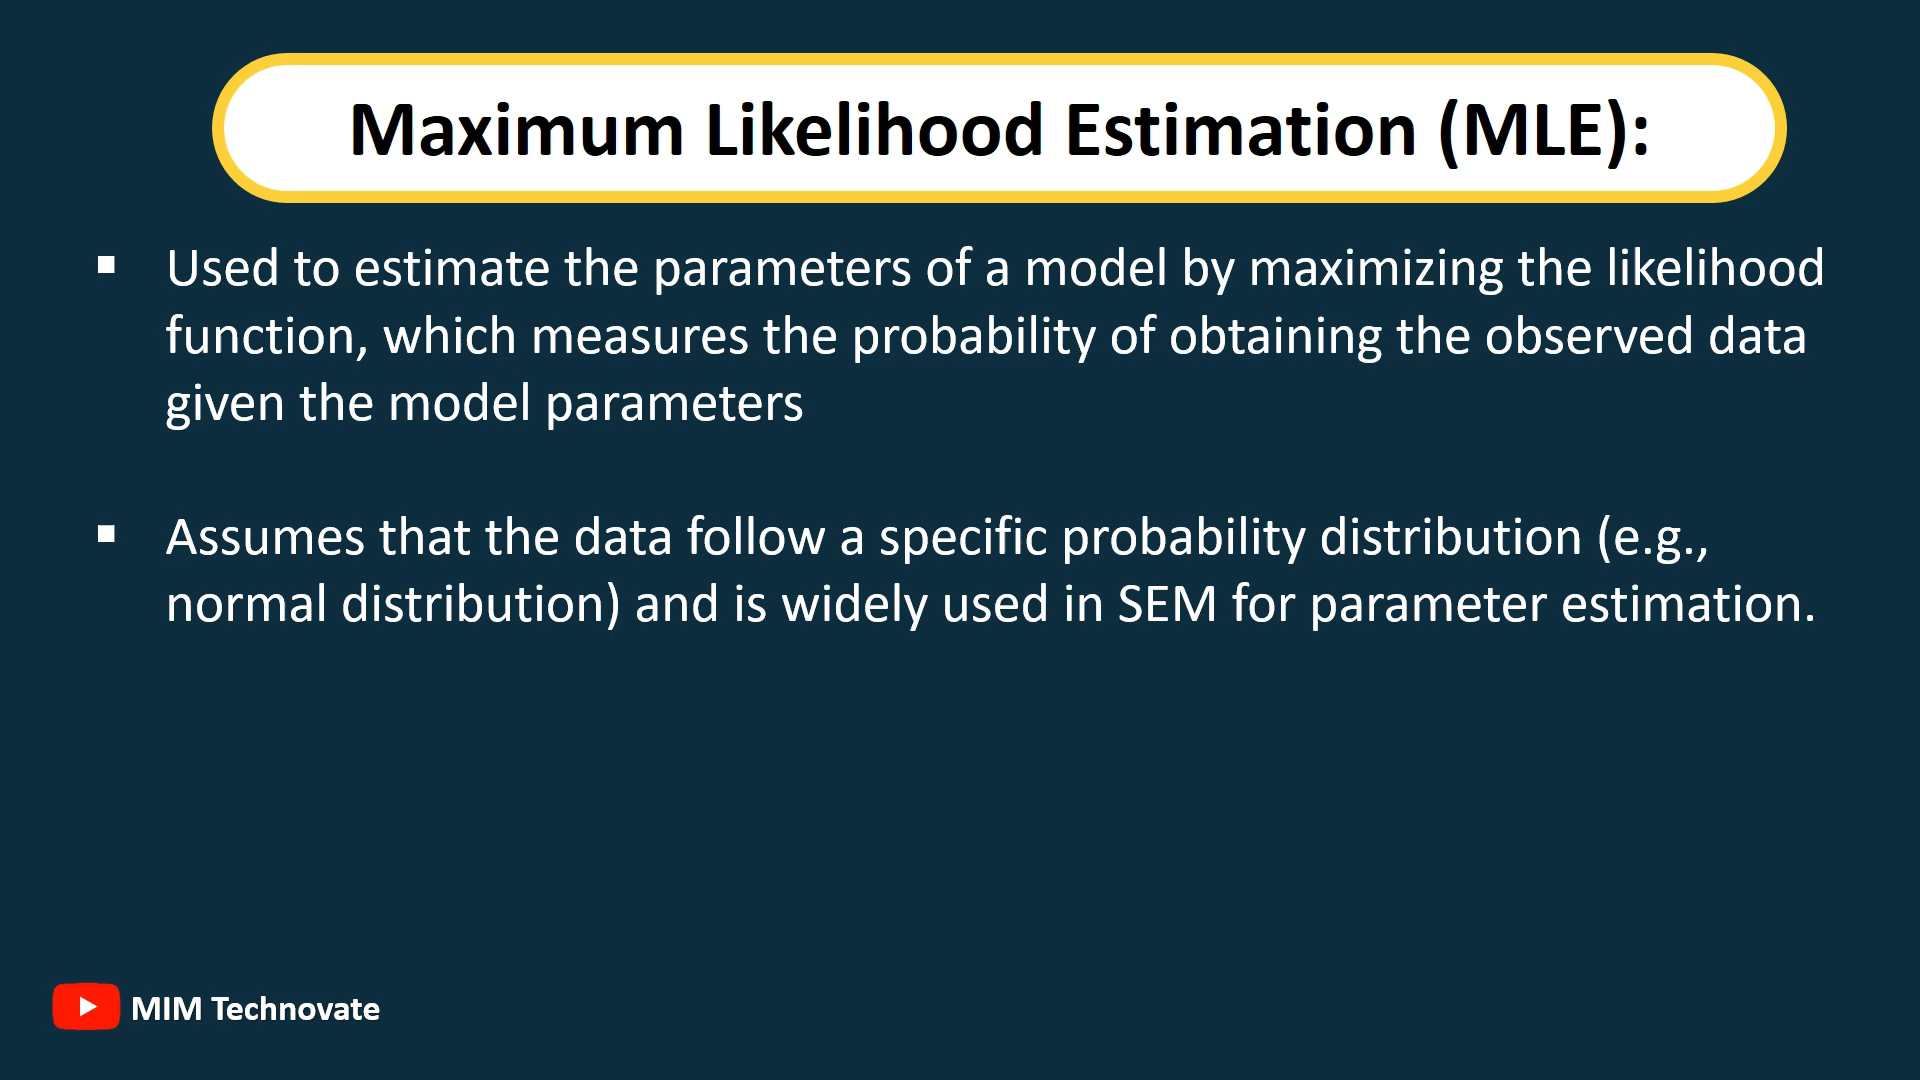 Maximum Likelihood Estimation (MLE):
▪ Used to estimate the parameters of a model by maximizing the likelihood
function, which measures the probability of obtaining the observed data
given the model parameters
▪ Assumes that the data follow a specific probability distribution (e.g.,
normal distribution) and is widely used in SEM for parameter estimation.
MIM Technovate